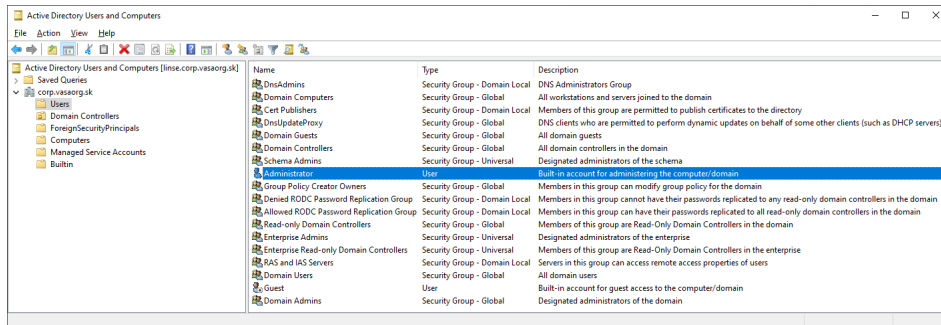 Active Directory Users and Computers
File Action View Help
Active Directory Users and Computers [linse.corp.vasaorg.sk]
Saved Queries
corp.vasaorg.sk
Users
Domain Controllers
ForeignSecurityPrincipals
Computers
Managed Service Accounts
Builtin
Name Type Description
DnsAdmins Security Group - Domain Local DNS Administrators Group
Domain Computers Security Group - Global All workstations and servers joined to the domain
Cert Publishers Security Group - Domain Local Members of this group are permitted to publish certificates to the directory
DnsUpdateProxy Security Group - Global DNS clients who are permitted to perform dynamic updates on behalf of some other clients (such as DHCP servers)
Domain Guests Security Group - Global All domain guests
Domain Controllers Security Group - Global All domain controllers in the domain
Schema Admins Security Group - Universal Designated administrators of the schema
Administrator User Built-in account for administering the computer/domain
Group Policy Creator Owners Security Group - Global Members in this group can modify group policy for the domain
Denied RODC Password Replication Group Security Group - Domain Local Members in this group cannot have their passwords replicated to any read-only domain controllers in the domain
Allowed RODC Password Replication Group Security Group - Domain Local Members in this group can have their passwords replicated to all read-only domain controllers in the domain
Read-only Domain Controllers Security Group - Global Members of this group are Read-Only Domain Controllers in the domain
Enterprise Admins Security Group - Universal Designated administrators of the enterprise
Enterprise Read-only Domain Controllers Security Group - Universal Members of this group are Read-Only Domain Controllers in the enterprise
RAS and IAS Servers Security Group - Domain Local Servers in this group can access remote access properties of users
Domain Users Security Group - Global All domain users
Guest User Built-in account for guest access to the computer/domain
Domain Admins Security Group - Global Designated administrators of the domain